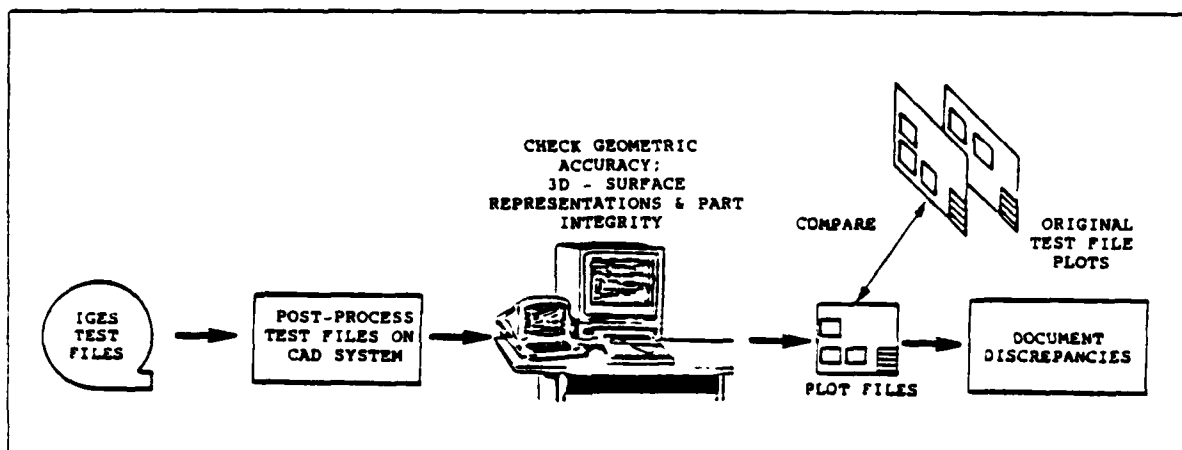 IGES
TEST
FILES
POST-PROCESS
TEST FILES ON
CAD SYSTEM
CHECK GEOMETRIC
ACCURACY;
3D - SURFACE
REPRESENTATIONS & PART
INTEGRITY
COMPARE
ORIGINAL
TEST FILE
PLOTS
PLOT FILES
DOCUMENT
DISCREPANCIES